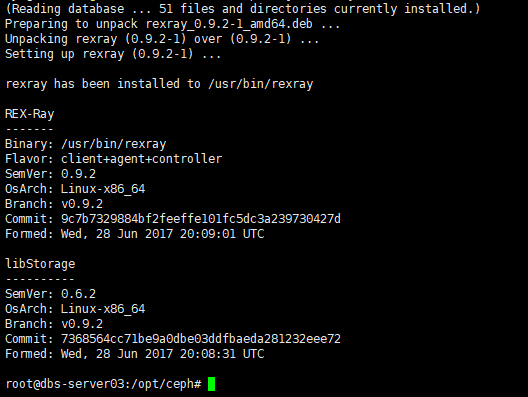 (Reading database ... 51 files and directories currently installed.)
Preparing to unpack rexray_0.9.2-1_amd64.deb ...
Unpacking rexray (0.9.2-1) over (0.9.2-1) ...
Setting up rexray (0.9.2-1) ...

rexray has been installed to /usr/bin/rexray

REX-Ray
-------
Binary: /usr/bin/rexray
Flavor: client+agent+controller
SemVer: 0.9.2
OsArch: Linux-x86_64
Branch: v0.9.2
Commit: 9c7b7329884bf2feeffe101fc5dc3a239730427d
Formed: Wed, 28 Jun 2017 20:09:01 UTC

libStorage
----------
SemVer: 0.6.2
OsArch: Linux-x86_64
Branch: v0.9.2
Commit: 7368564cc71be9a0dbe03ddfbaeda281232eee72
Formed: Wed, 28 Jun 2017 20:08:31 UTC

root@dbs-server03:/opt/ceph#